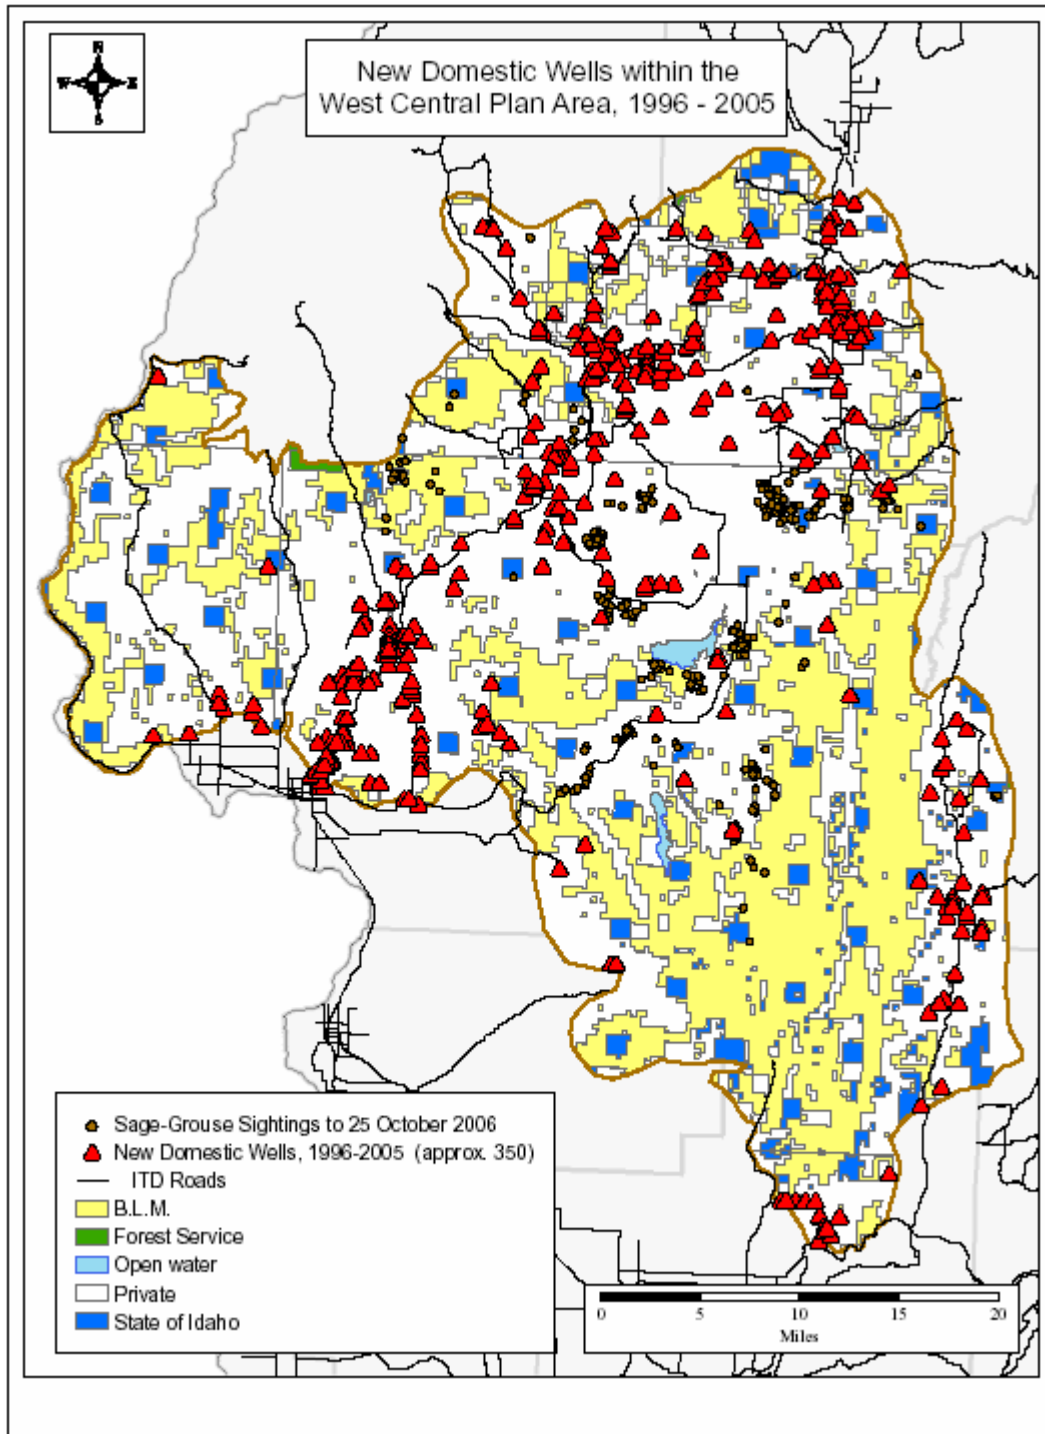 N
W E
S
New Domestic Wells within the
West Central Plan Area, 1996 - 2005
Sage-Grouse Sightings to 25 October 2006
New Domestic Wells, 1996-2005 (approx. 350)
ITD Roads
B.L.M.
Forest Service
Open water
Private
State of Idaho
0 5 10 15 20
Miles